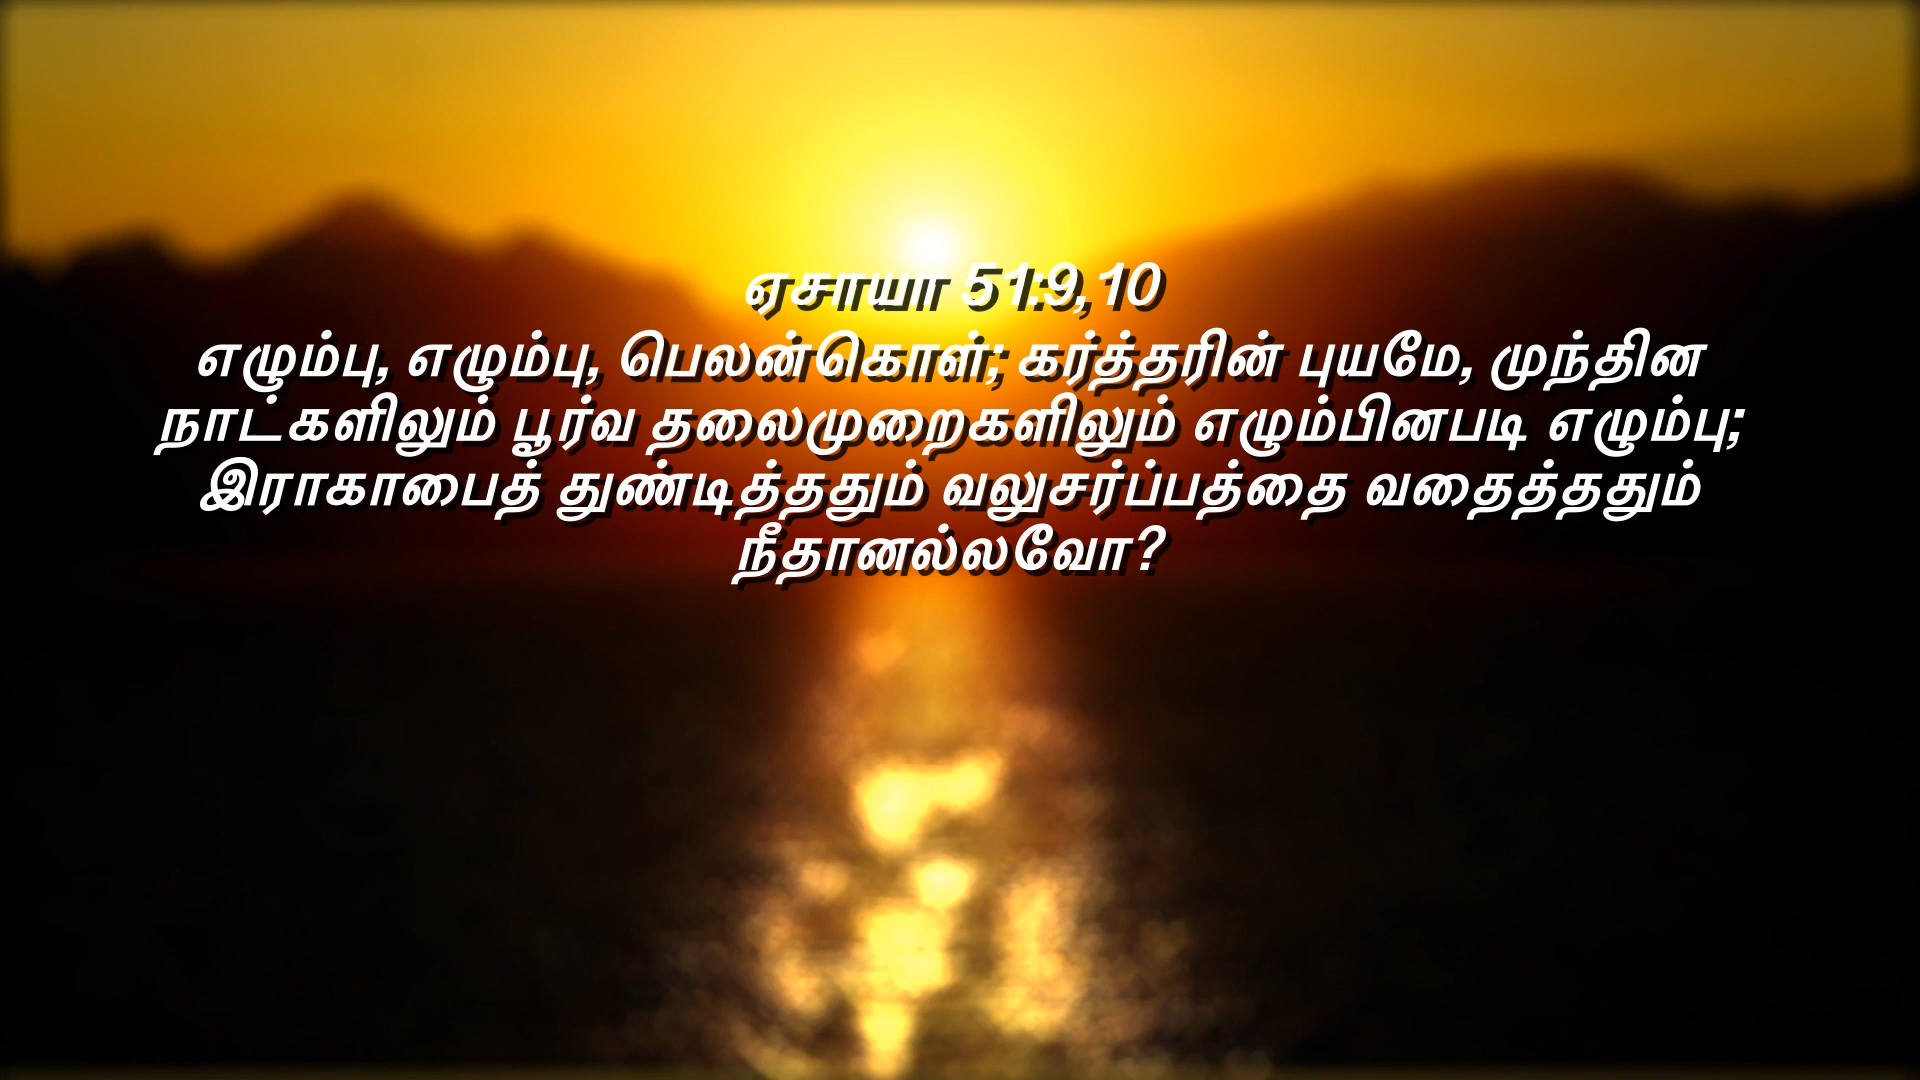 ஏசாயா 51:9,10
எழும்பு, எழும்பு, பெலன்கொள்; கர்த்தரின் புயமே, முந்தின
நாட்களிலும் பூர்வ தலைமுறைகளிலும் எழும்பினபடி எழும்பு;
இராகாபைத் துண்டித்ததும் வலுசர்ப்பத்தை வதைத்ததும்
நீதானல்லவோ?